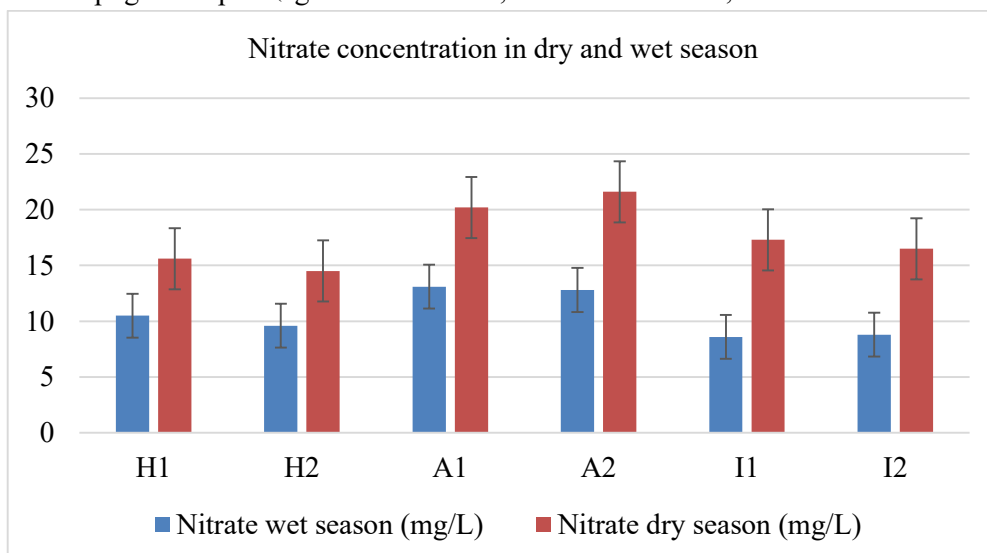 Nitrate concentration in dry and wet season
30
25
20
15
10
5
0
H1 H2 A1 A2 I1 I2
Nitrate wet season (mg/L) Nitrate dry season (mg/L)